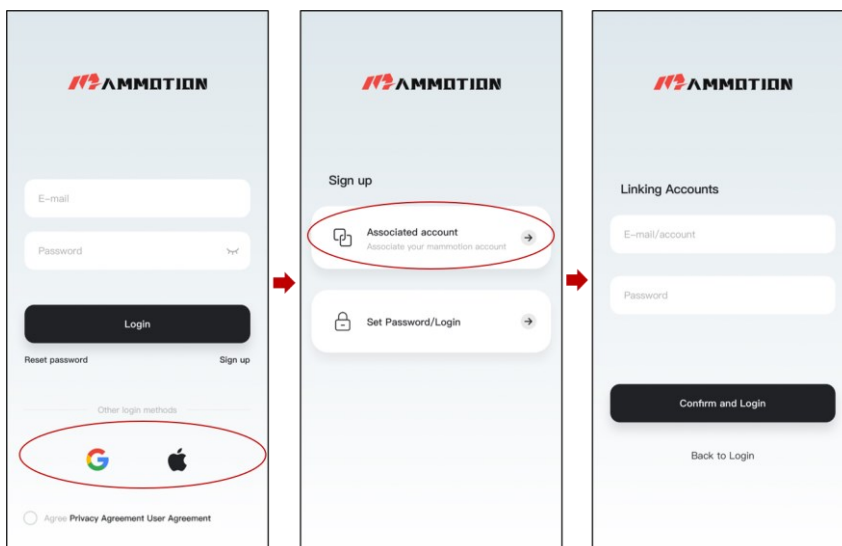 MAMMOTION
E-mail
Password
Login
Reset password
Sign up
Other login methods
Agree Privacy Agreement User Agreement
MAMMOTION
Sign up
Associated account
Associate your mammotion account
Set Password/Login
MAMMOTION
Linking Accounts
E-mail/account
Password
Confirm and Login
Back to Login